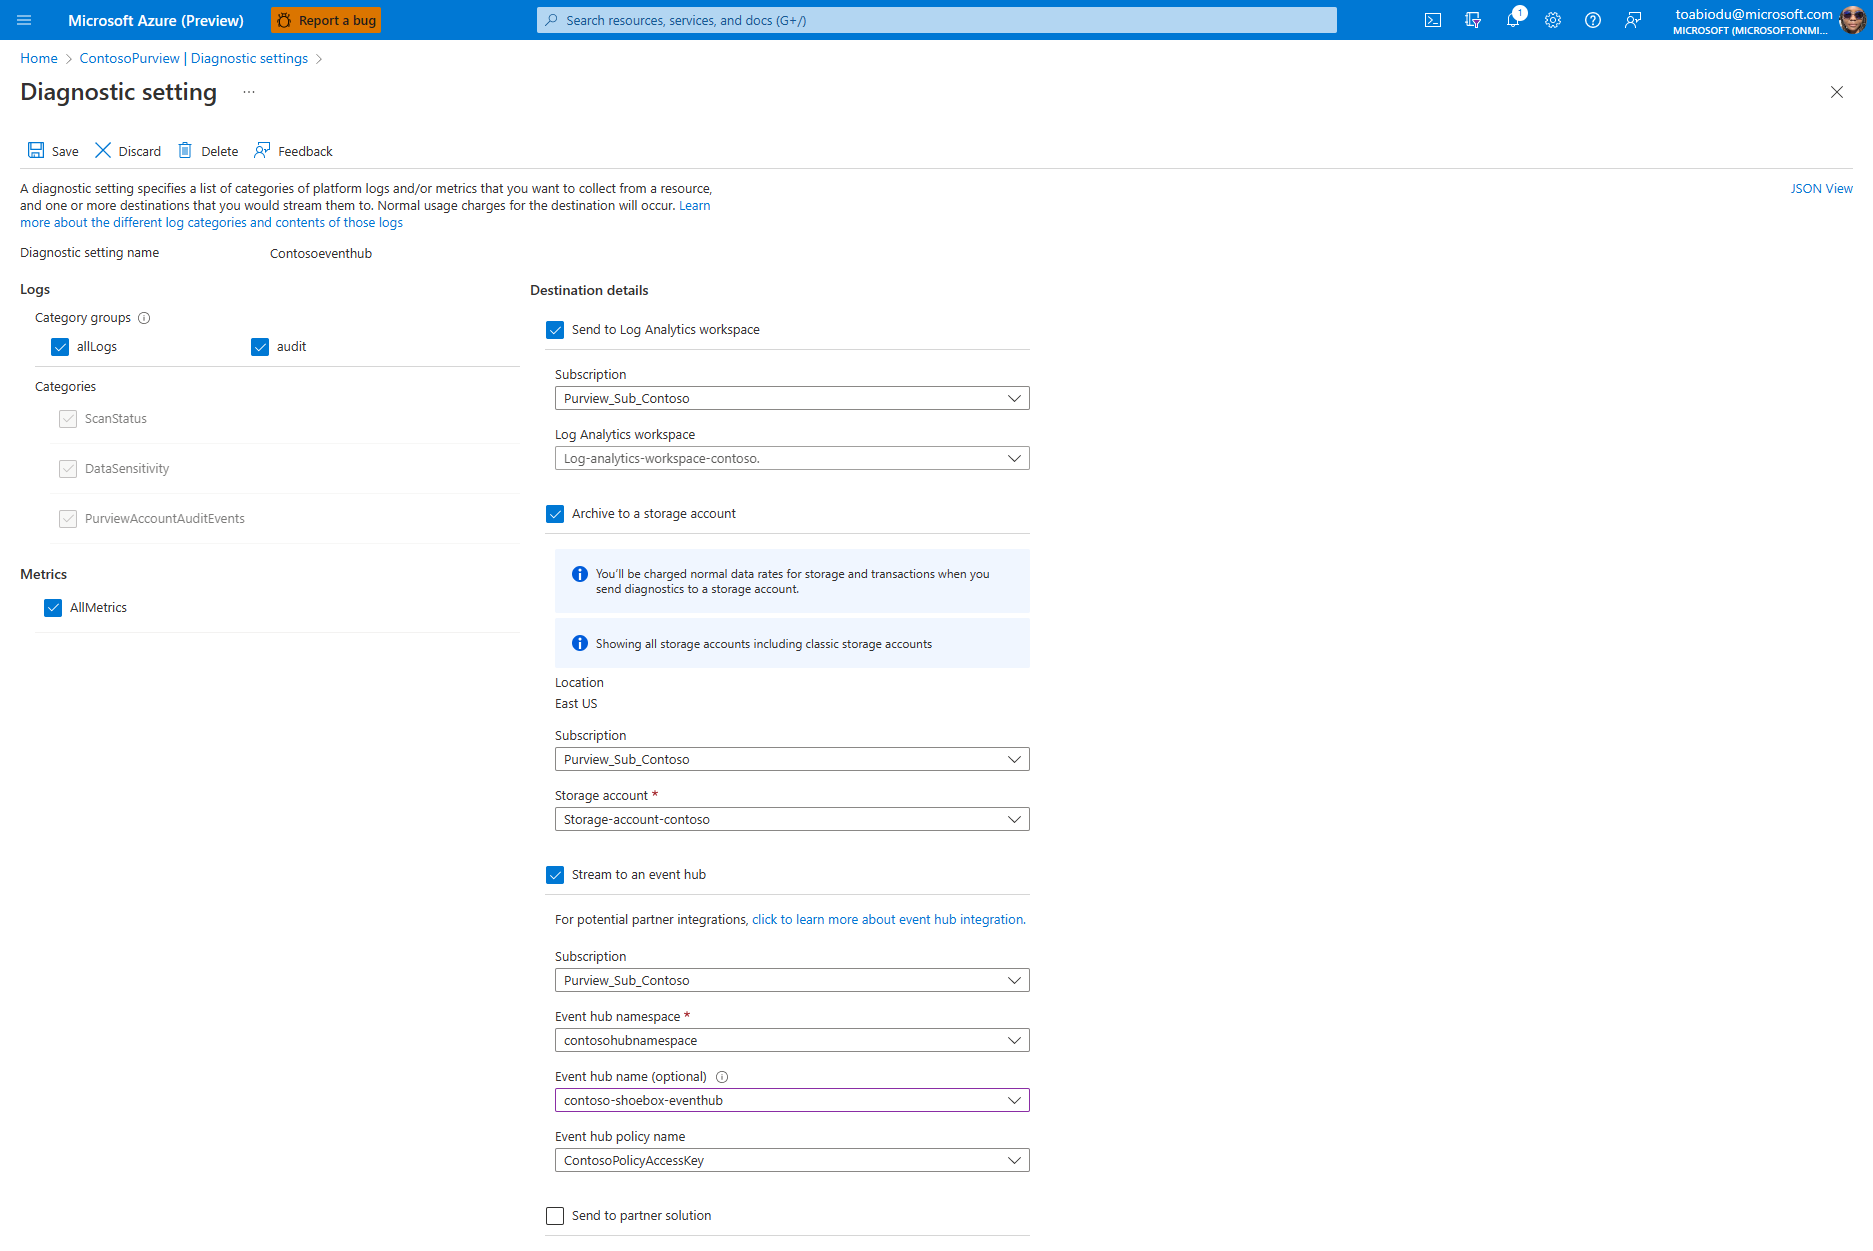 Microsoft Azure (Preview)
Report a bug
Search resources, services, and docs (G+/)
1
toabiodu@microsoft.com
MICROSOFT (MICROSOFT.ONMI...
Home > ContosoPurview | Diagnostic settings >
Diagnostic setting ...
Save
Discard
Delete
Feedback
A diagnostic setting specifies a list of categories of platform logs and/or metrics that you want to collect from a resource,
and one or more destinations that you would stream them to. Normal usage charges for the destination will occur. Learn
more about the different log categories and contents of those logs
JSON View
Diagnostic setting name
Contosoeventhub
Logs
Category groups
allLogs
audit
Categories
ScanStatus
DataSensitivity
PurviewAccountAuditEvents
Metrics
AllMetrics
Destination details
Send to Log Analytics workspace
Subscription
Purview_Sub_Contoso
Log Analytics workspace
Log-analytics-workspace-contoso.
Archive to a storage account
You'll be charged normal data rates for storage and transactions when you
send diagnostics to a storage account.
Showing all storage accounts including classic storage accounts
Location
East US
Subscription
Purview_Sub_Contoso
Storage account *
Storage-account-contoso
Stream to an event hub
For potential partner integrations, click to learn more about event hub integration.
Subscription
Purview_Sub_Contoso
Event hub namespace *
contosohubnamespace
Event hub name (optional)
contoso-shoebox-eventhub
Event hub policy name
ContosoPolicyAccessKey
Send to partner solution